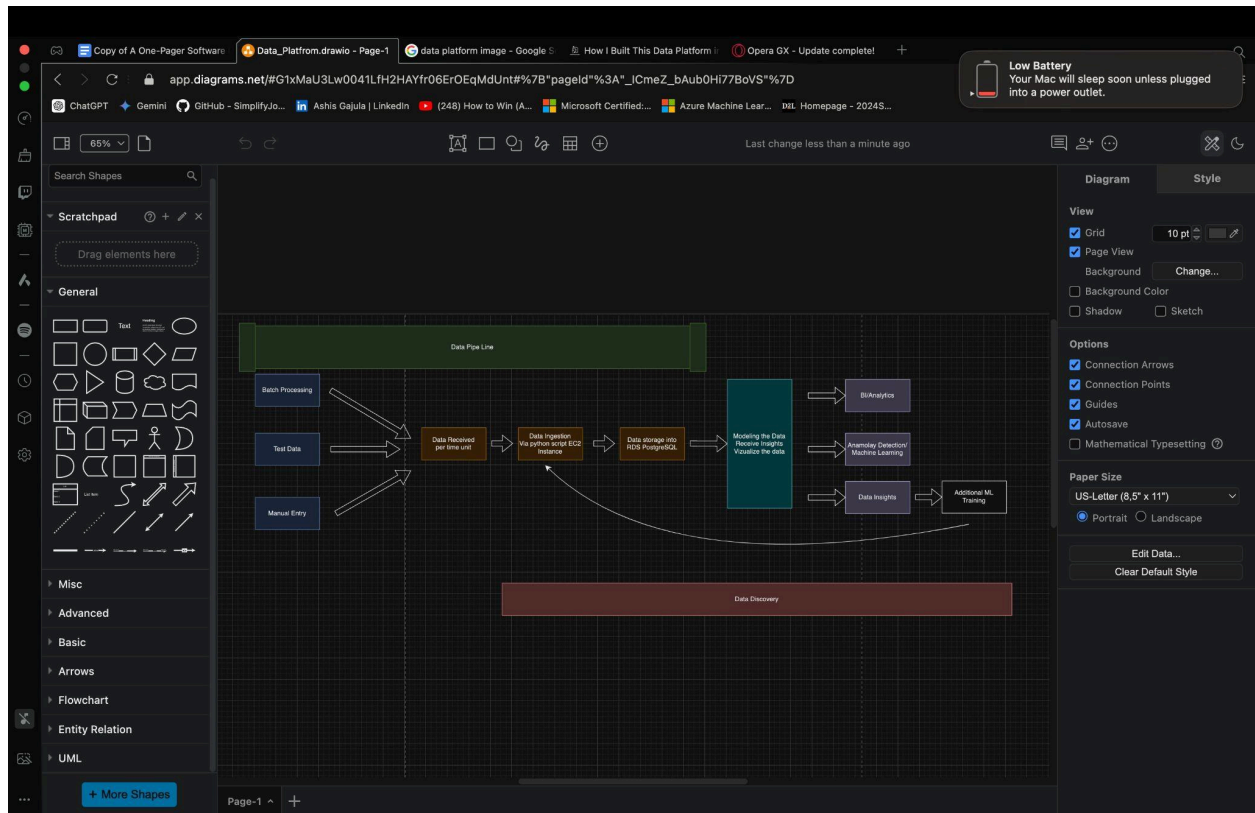 Copy of A One-Pager Software
Data_Platfrom.drawio - Page-1
data platform image - Google S
How I Built This Data Platform i
Opera GX - Update complete!
Low Battery
Your Mac will sleep soon unless plugged
into a power outlet.
app.diagrams.net/#G1xMaU3Lw0041LfH2HAYfr06ErOEqMdUnt#%7B"pageId"%3A"_ICmeZ_bAub0Hi77BoVS"%7D
ChatGPT
Gemini
GitHub - SimplifyJo...
Ashis Gajula | LinkedIn
(248) How to Win (A...
Microsoft Certified:...
Azure Machine Lear...
D2L Homepage - 2024S...
65%
Last change less than a minute ago
Search Shapes
Scratchpad
Drag elements here
General
Text
Heading
List Item
Misc
Advanced
Basic
Arrows
Flowchart
Entity Relation
UML
+ More Shapes
Data Pipe Line
Batch Processing
Test Data
Manual Entry
Data Received
per time unit
Data Ingestion
Via python script EC2
Instance
Data storage into
RDS PostgreSQL
Modeling the Data
Receive Insights
Vizualize the data
BI/Analytics
Anamolay Detection/
Machine Learning
Data Insights
Additional ML
Training
Data Discovery
Page-1
Diagram
Style
View
Grid
10 pt
Page View
Background
Change...
Background Color
Shadow
Sketch
Options
Connection Arrows
Connection Points
Guides
Autosave
Mathematical Typesetting
Paper Size
US-Letter (8,5" x 11")
Portrait
Landscape
Edit Data...
Clear Default Style